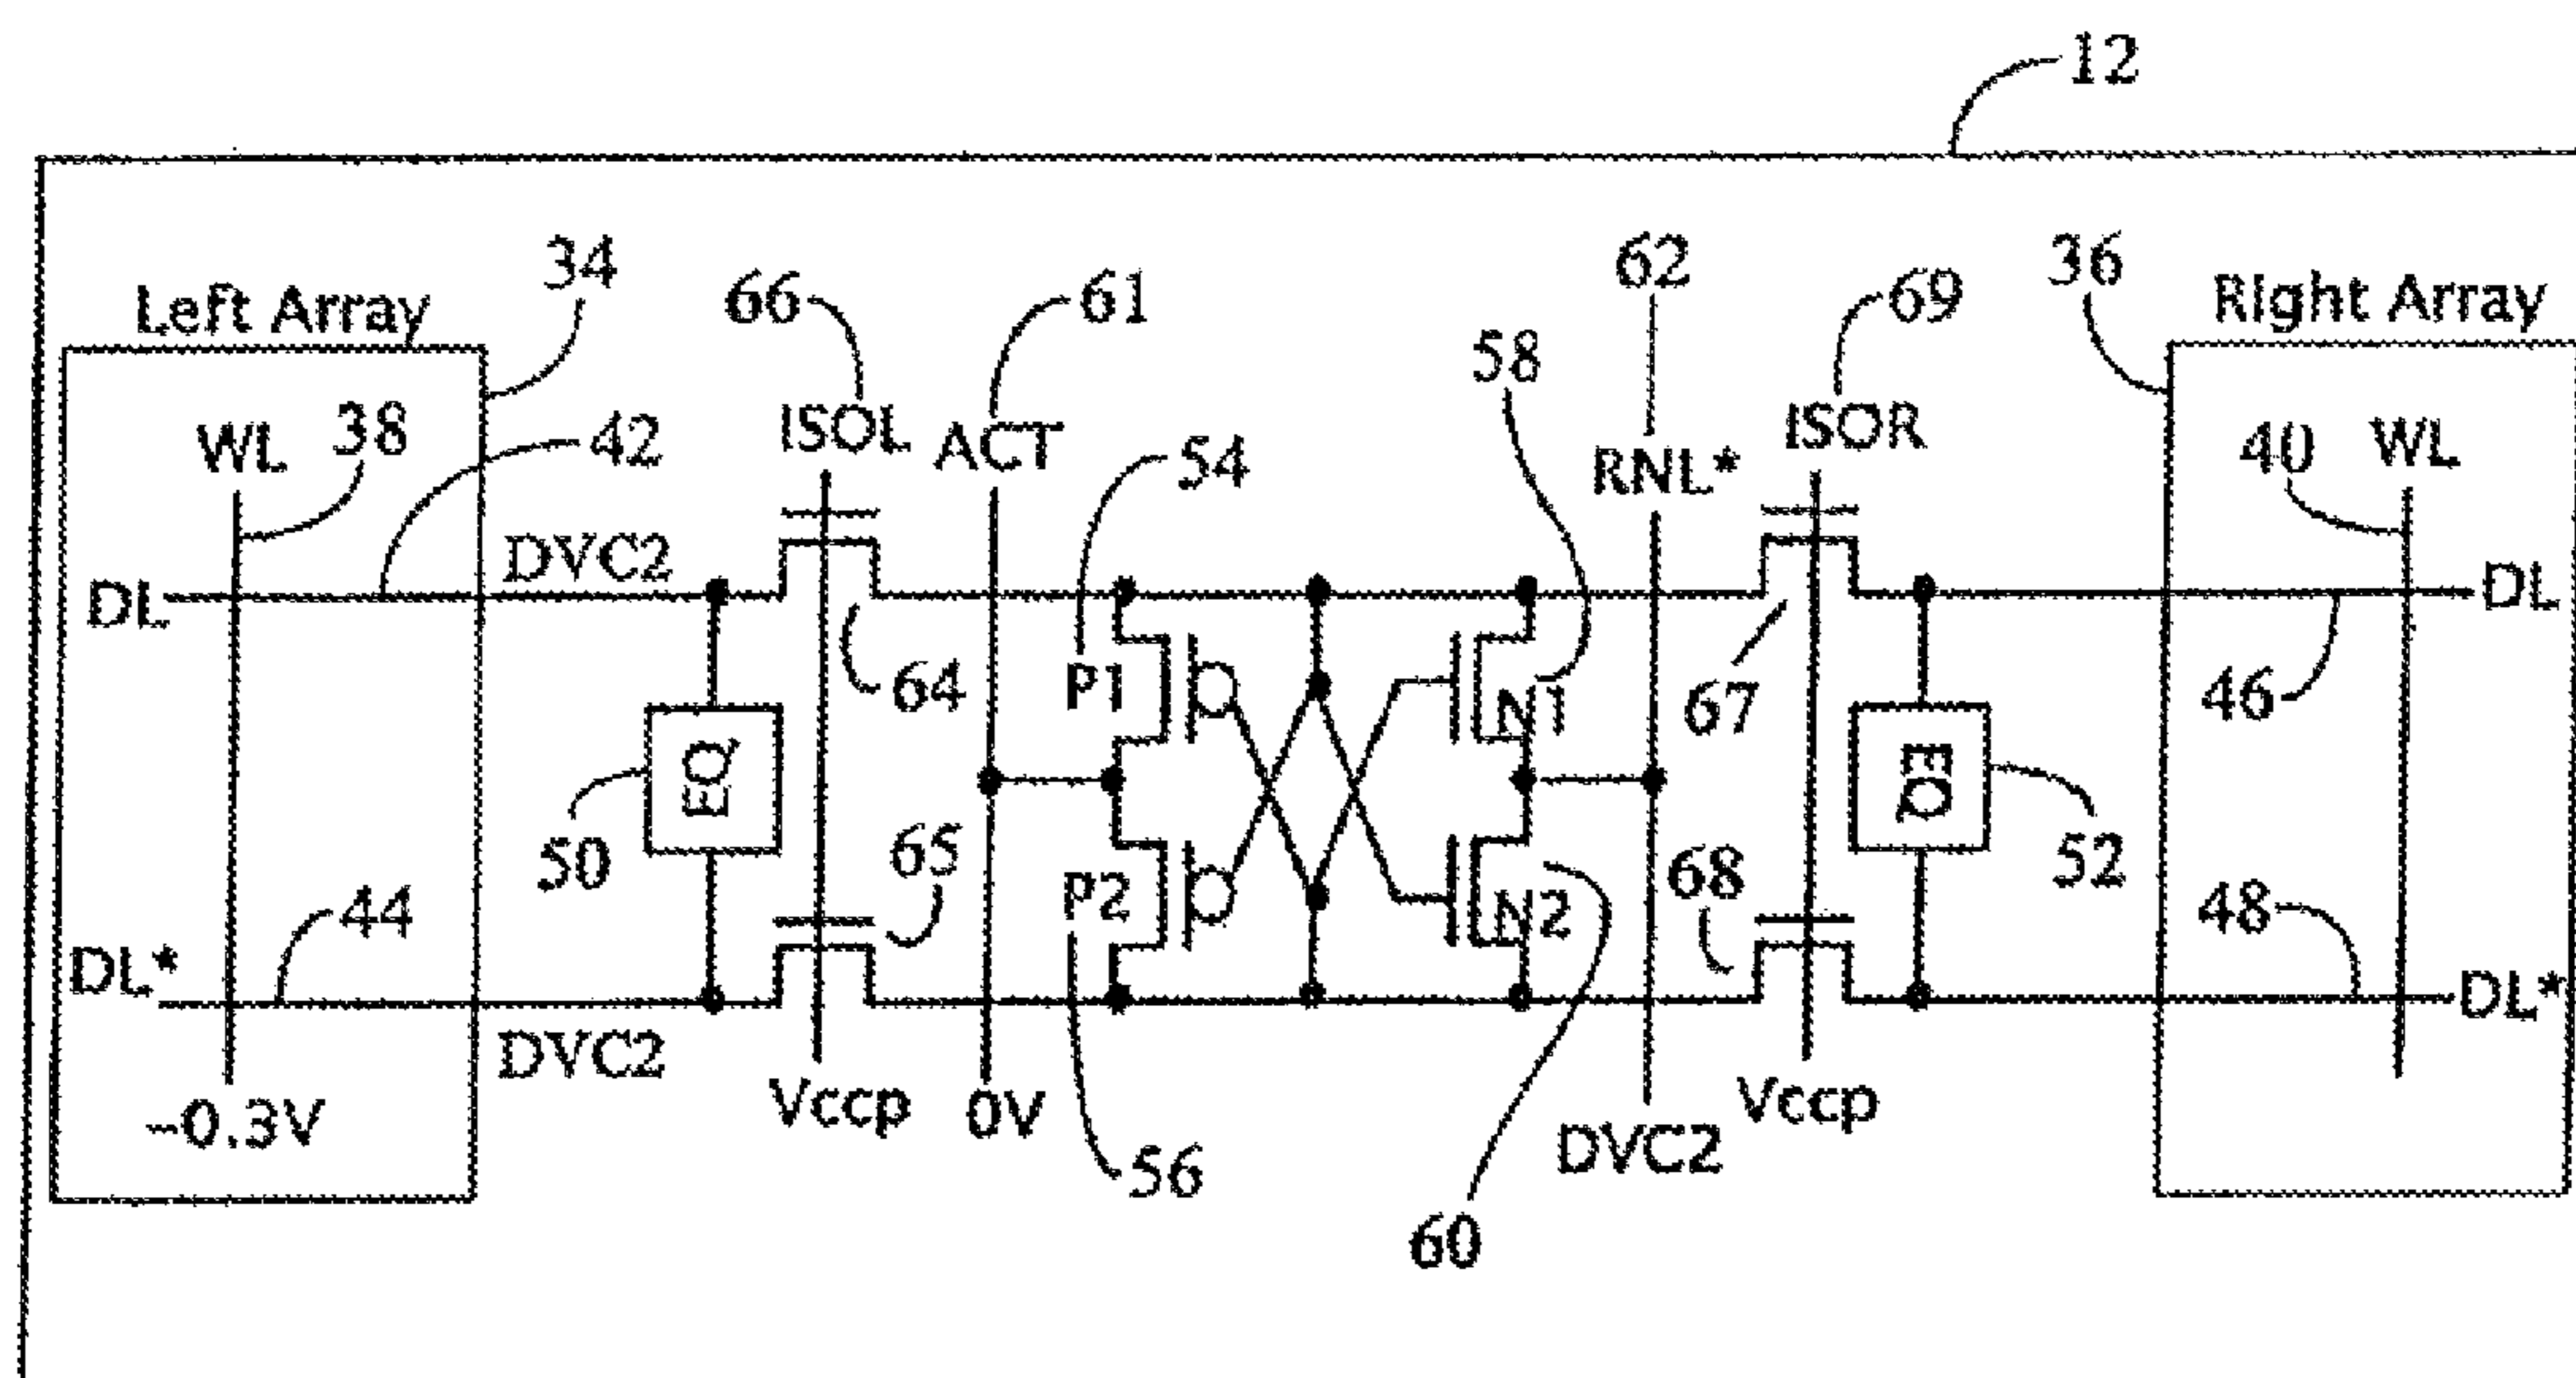 12
34
66
61
62
69
36
Left Array
Right Array
58
WL
38
42
ISOL
ACT
54
RNL*
ISOR
40
WL
DVC2
DL
DL
64
P1
N1
67
46
EQ
EQ
50
65
52
P2
N2
68
44
48
DL*
DL*
DVC2
-0.3V
Vccp
0V
DVC2
Vccp
56
60